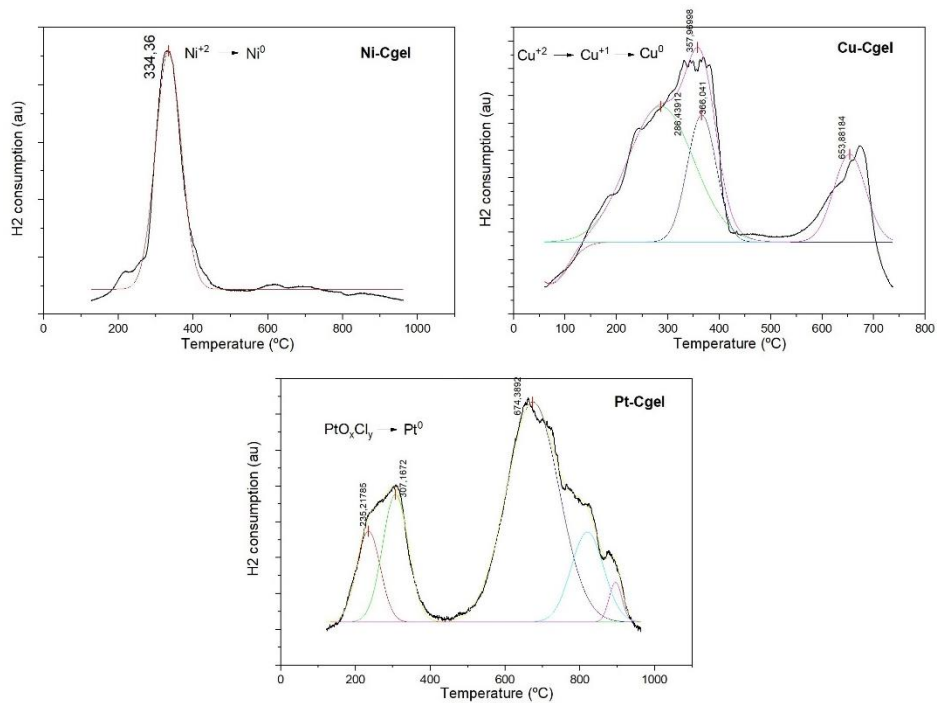 334,36
Ni+2 → Ni0
Ni-Cgel
H2 consumption (au)
0 200 400 600 800 1000
Temperature (ºC)
Cu+2 → Cu+1 → Cu0
357,96998
Cu-Cgel
286,43912
366,041
653,88184
H2 consumption (au)
0 100 200 300 400 500 600 700 800
Temperature (ºC)
674,3892
Pt-Cgel
PtOxCly → Pt0
235,21785
307,1672
H2 consumption (au)
0 200 400 600 800 1000
Temperature (ºC)